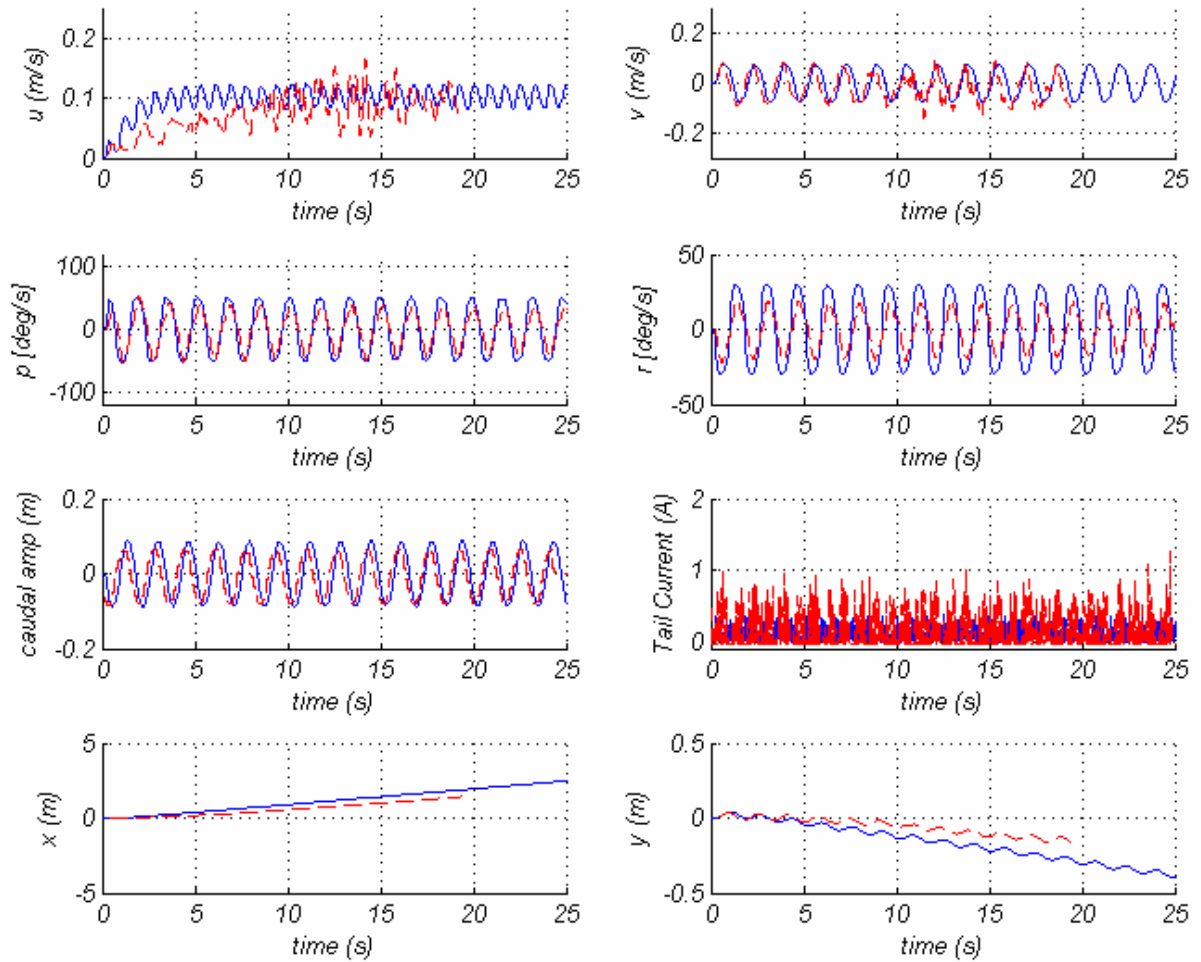 u (m/s)
0.2
0.1
0
0 5 10 15 20 25
time (s)
v (m/s)
0.2
0
-0.2
0 5 10 15 20 25
time (s)
p [deg/s]
100
0
-100
0 5 10 15 20 25
time (s)
r [deg/s]
50
0
-50
0 5 10 15 20 25
time (s)
caudal amp (m)
0.2
0
-0.2
0 5 10 15 20 25
time (s)
Tail Current (A)
2
1
0
0 5 10 15 20 25
time (s)
x (m)
5
0
-5
0 5 10 15 20 25
time (s)
y (m)
0.5
0
-0.5
0 5 10 15 20 25
time (s)